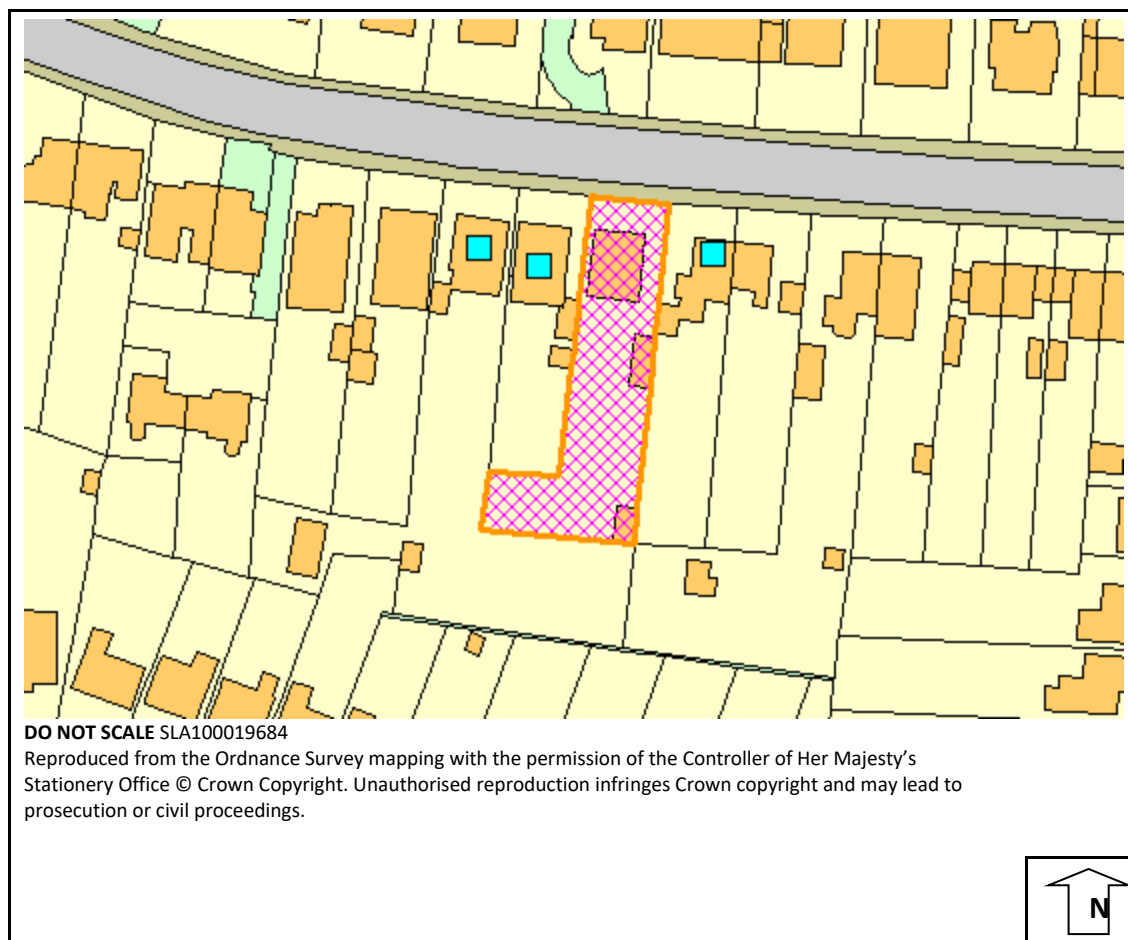 DO NOT SCALE SLA100019684
Reproduced from the Ordnance Survey mapping with the permission of the Controller of Her Majesty’s
Stationery Office © Crown Copyright. Unauthorised reproduction infringes Crown copyright and may lead to
prosecution or civil proceedings.
N